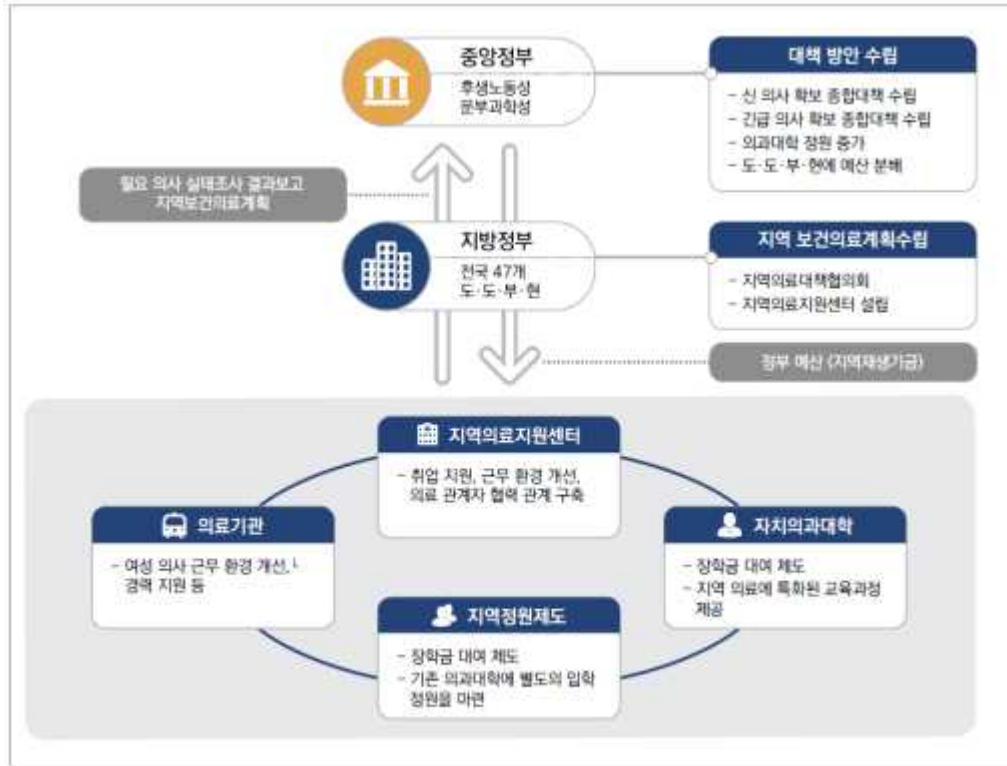 중앙정부
후생노동성
문부과학성
대책 방안 수립
- 신 의사 확보 종합대책 수립
- 긴급 의사 확보 종합대책 수립
- 의과대학 정원 증가
- 도·도·부·현에 예산 분배
필요 의사 실태조사 결과보고
지역보건의료계획
지방정부
전국 47개
도·도·부·현
지역 보건의료계획수립
- 지역의료대책협의회
- 지역의료지원센터 설립
정부 예산 (지역재생기금)
지역의료지원센터
- 취업 지원, 근무 환경 개선,
의료 관계자 협력 관계 구축
의료기관
- 여성 의사 근무 환경 개선, └
경력 지원 등
자치의과대학
- 장학금 대여 제도
- 지역 의료에 특화된 교육과정
제공
지역정원제도
- 장학금 대여 제도
- 기존 의과대학에 별도의 입학
정원을 마련